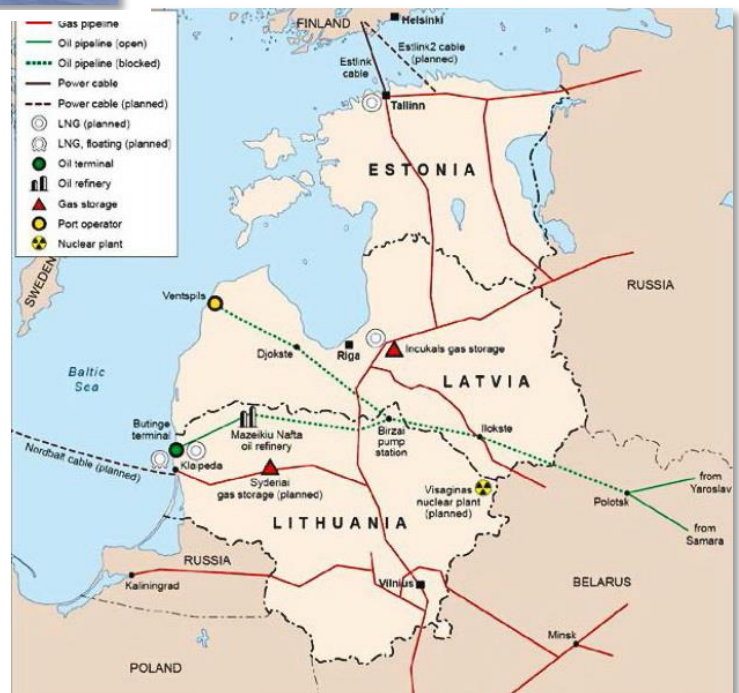 Gas pipeline
Oil pipeline (open)
Oil pipeline (blocked)
Power cable
Power cable (planned)
LNG (planned)
LNG, floating (planned)
Oil terminal
Oil refinery
Gas storage
Port operator
Nuclear plant
FINLAND
Helsinki
Estlink
cable
Estlink2 cable
(planned)
Tallinn
ESTONIA
SWEDEN
RUSSIA
Ventspils
Djokste
Riga
Incukals gas storage
Baltic
Sea
LATVIA
Butinge
terminal
Mazeikiu Nafta
oil refinery
Birzai
pump
station
Ilokste
Nordbalt cable (planned)
Klaipeda
Syderiai
gas storage (planned)
Visaginas
nuclear plant
(planned)
from
Yaroslav
Polotsk
from
Samara
LITHUANIA
RUSSIA
Kaliningrad
Vilnius
BELARUS
Minsk
POLAND